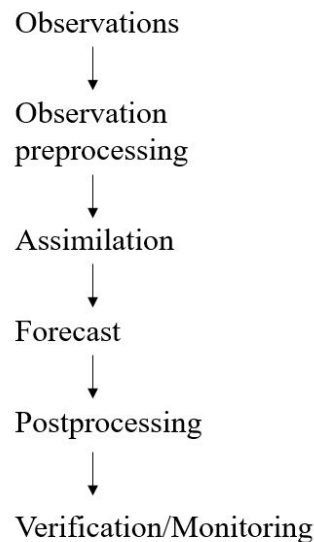 Observations
Observation
preprocessing
Assimilation
Forecast
Postprocessing
Verification/Monitoring